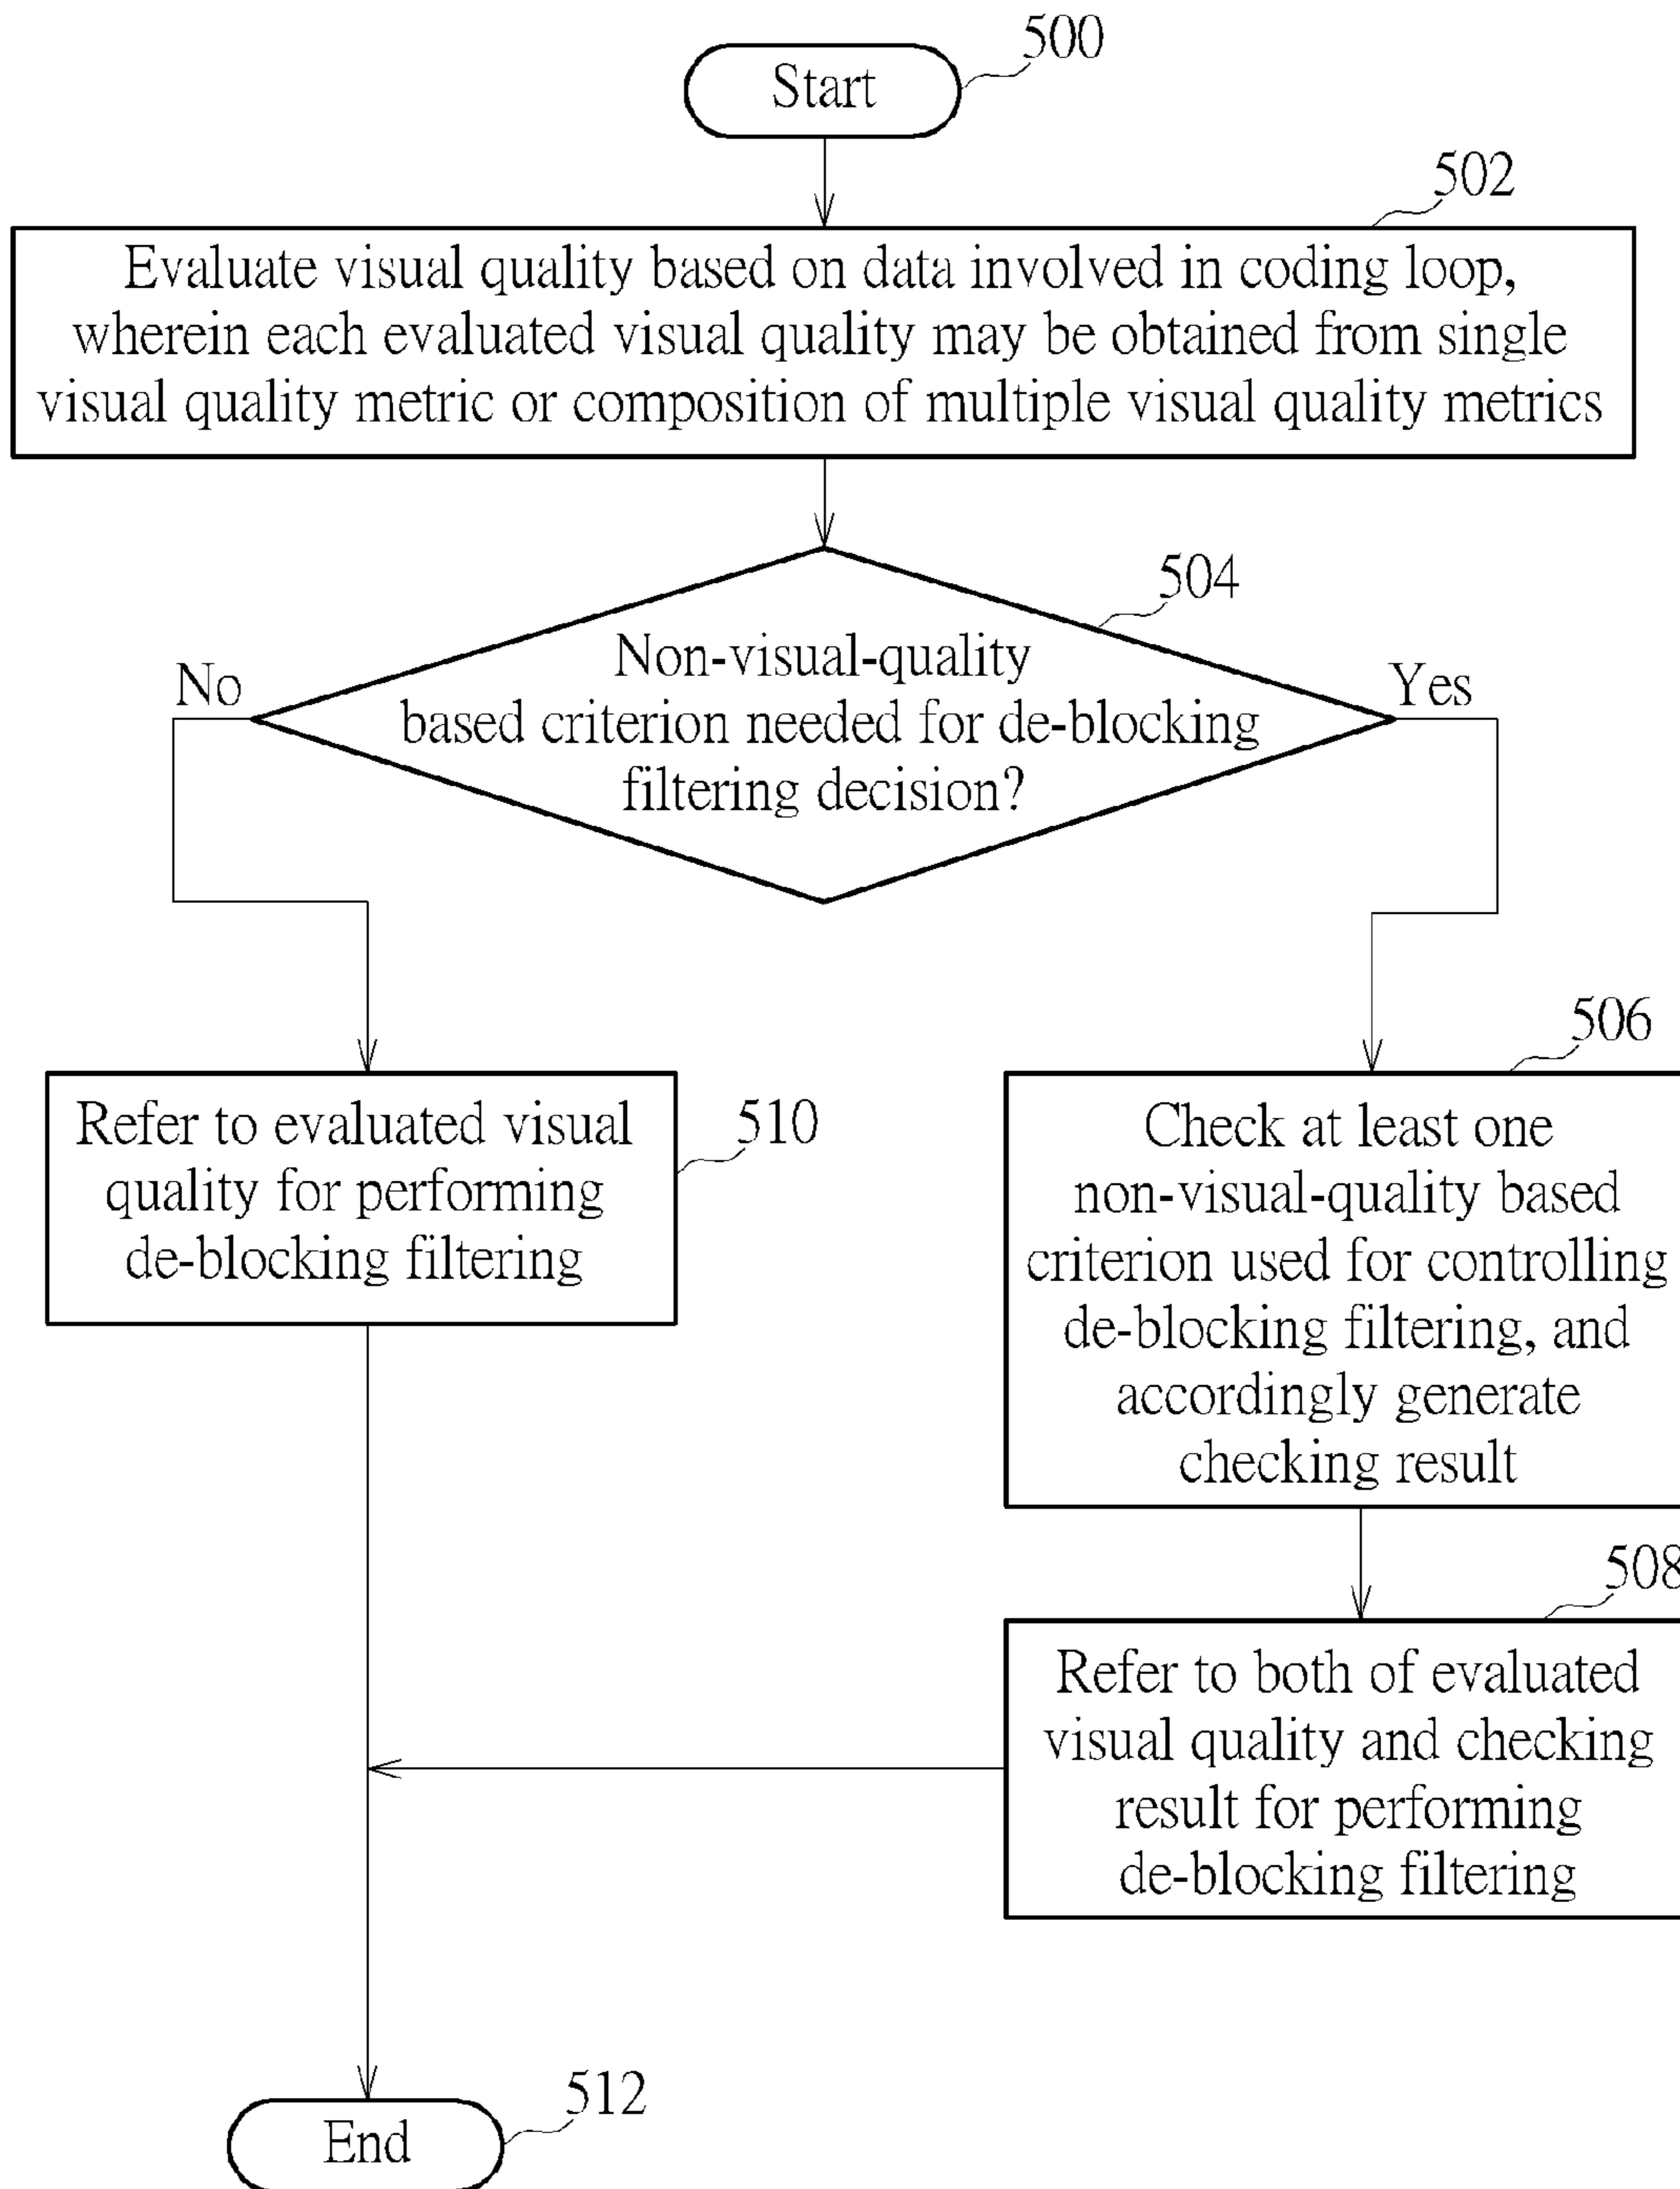 500
Start
502
Evaluate visual quality based on data involved in coding loop,
wherein each evaluated visual quality may be obtained from single
visual quality metric or composition of multiple visual quality metrics
504
Non-visual-quality
based criterion needed for de-blocking
filtering decision?
No
Yes
506
Check at least one
non-visual-quality based
criterion used for controlling
de-blocking filtering, and
accordingly generate
checking result
510
Refer to evaluated visual
quality for performing
de-blocking filtering
508
Refer to both of evaluated
visual quality and checking
result for performing
de-blocking filtering
512
End